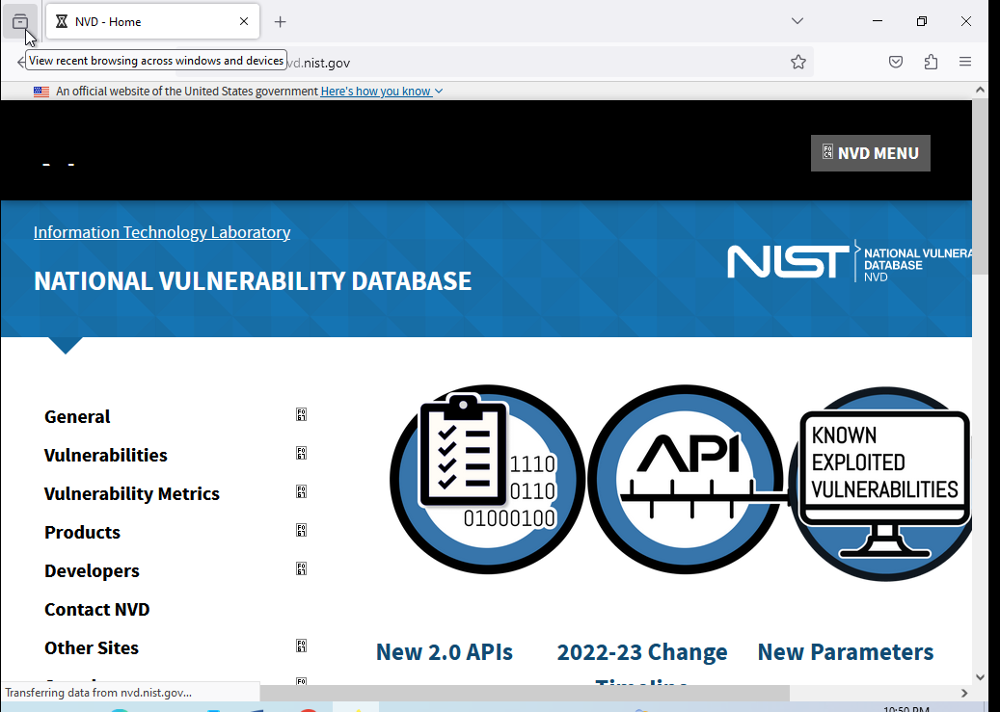 NVD - Home
View recent browsing across windows and devices
vd.nist.gov
An official website of the United States government Here's how you know
- -
NVD MENU
Information Technology Laboratory
NATIONAL VULNERABILITY DATABASE
NIST
NATIONAL VULNERA
DATABASE
NVD
General
Vulnerabilities
Vulnerability Metrics
Products
Developers
Contact NVD
Other Sites
1110
0110
01000100
API
KNOWN
EXPLOITED
VULNERABILITIES
New 2.0 APIs
2022-23 Change
Timeline
New Parameters
Transferring data from nvd.nist.gov...
10:50 PM